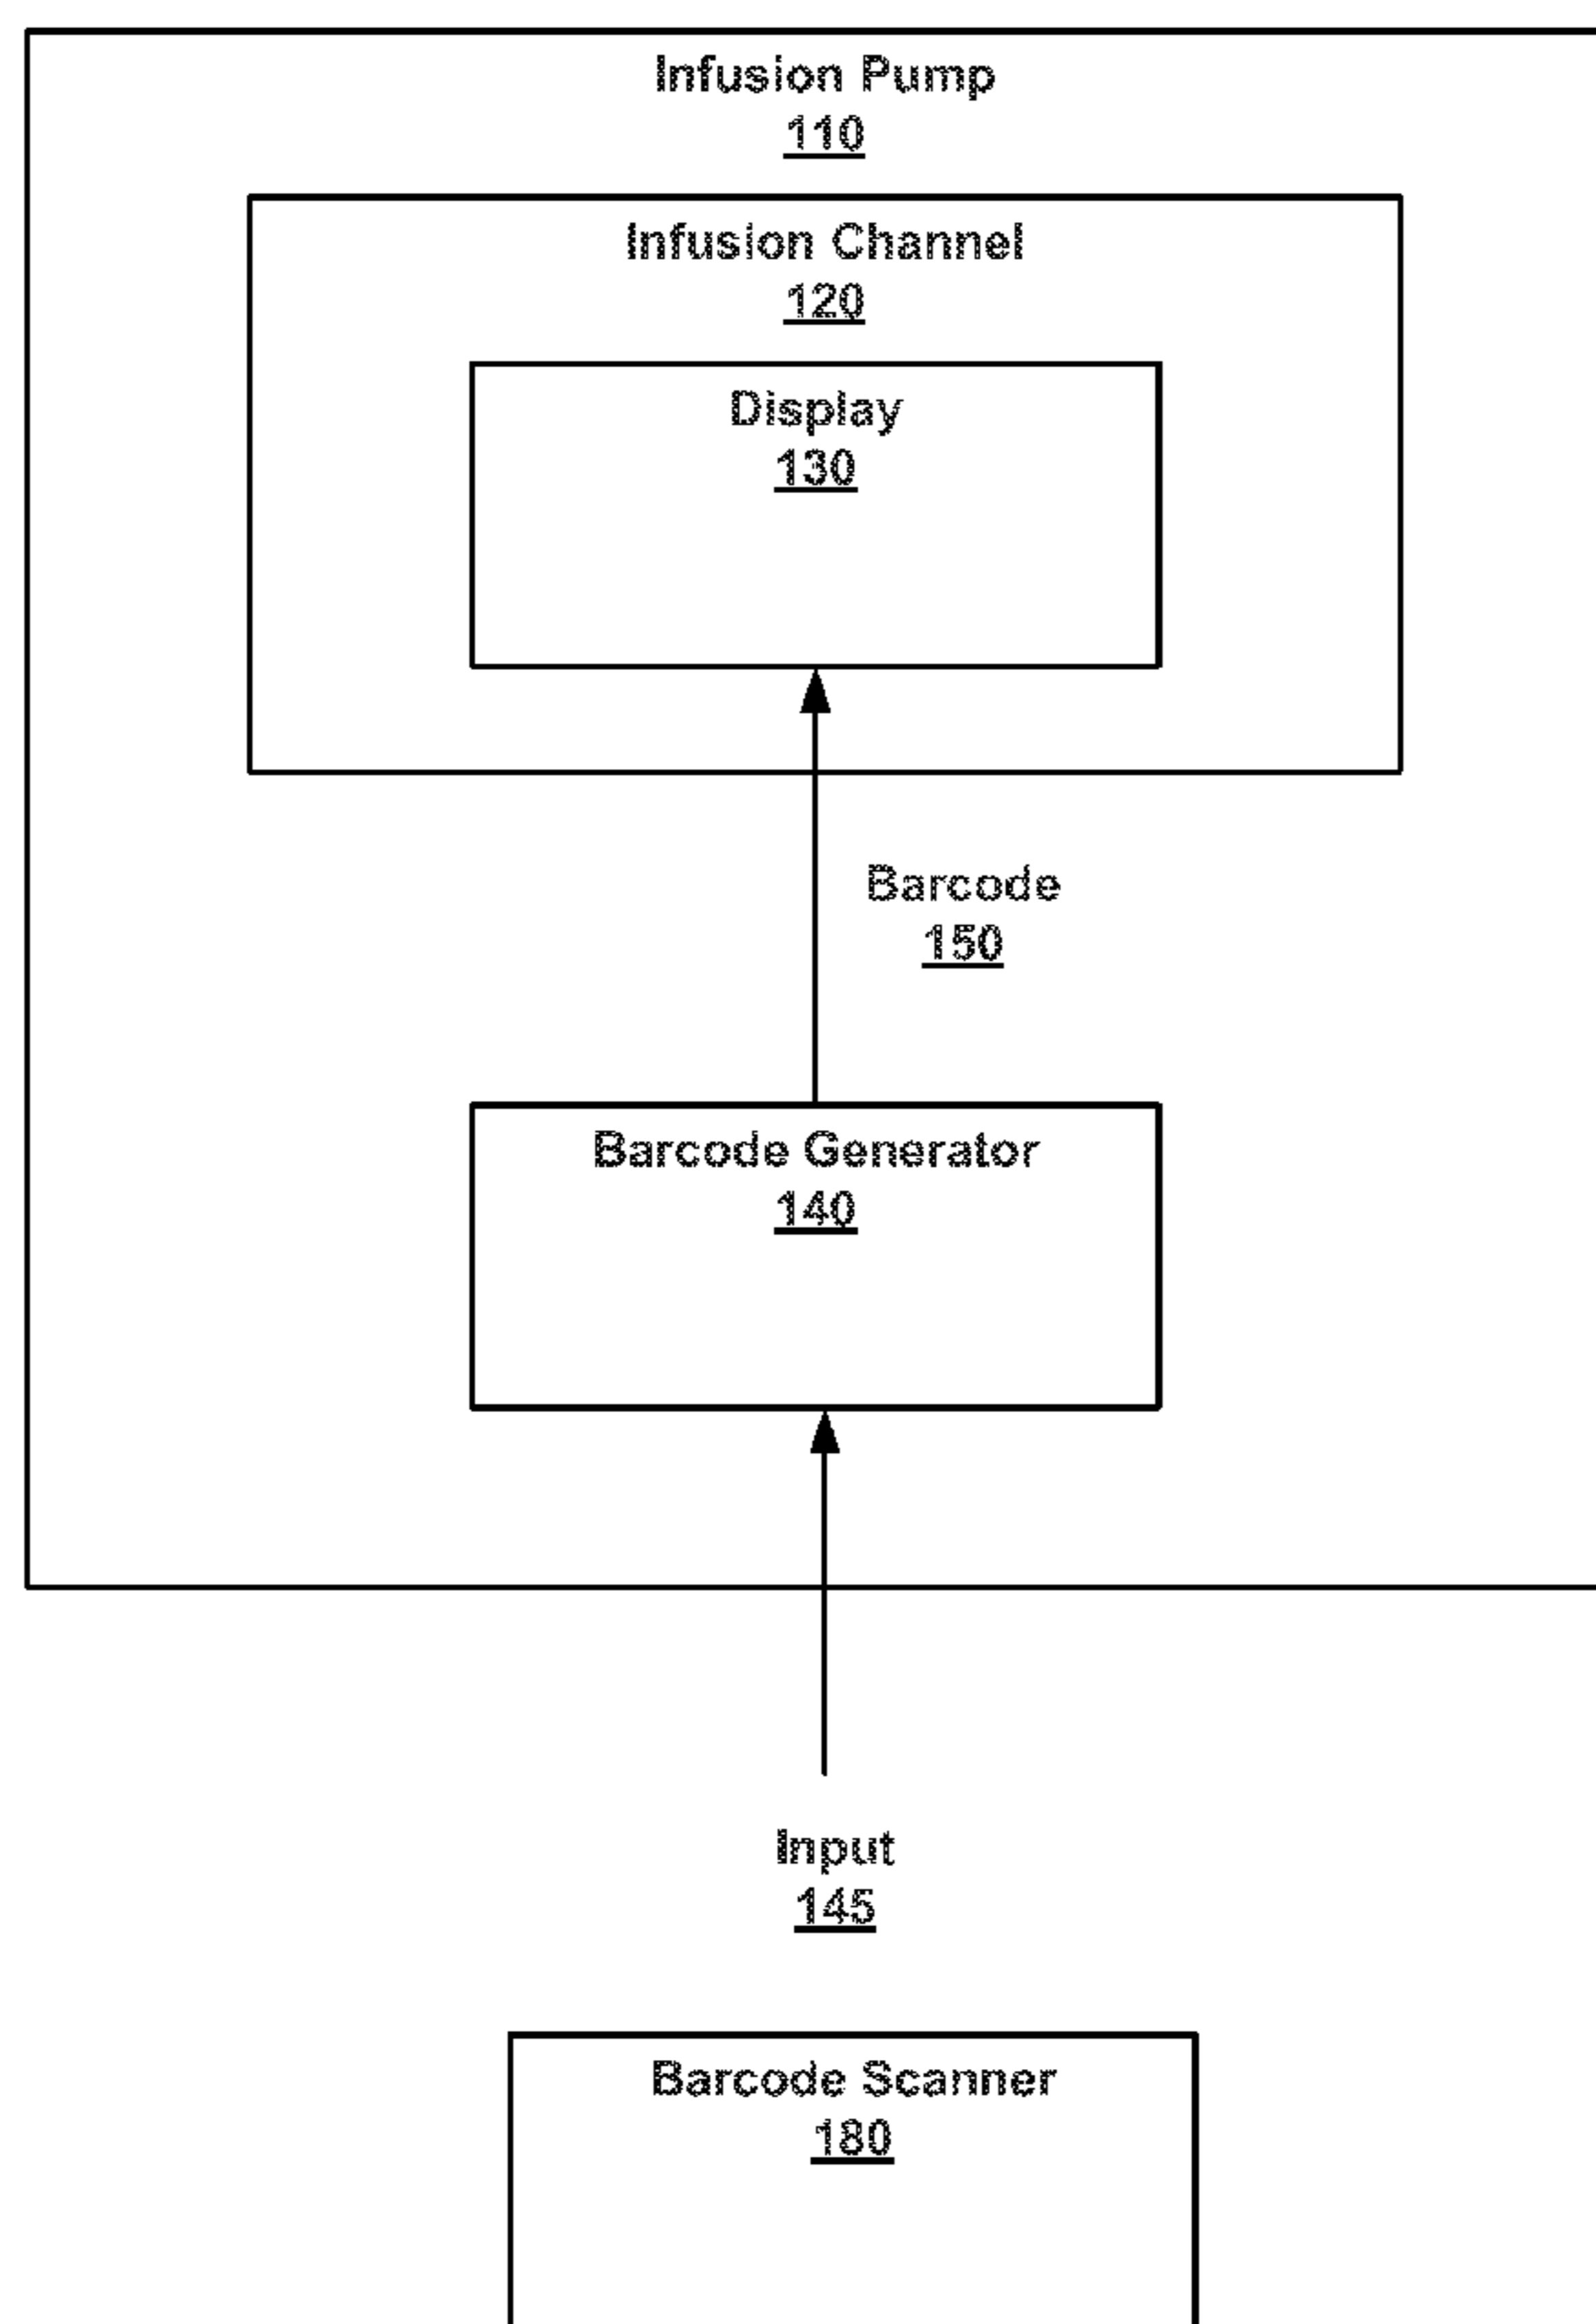 Infusion Pump
110
Infusion Channel
120
Display
130
Barcode
150
Barcode Generator
140
Input
145
Barcode Scanner
180